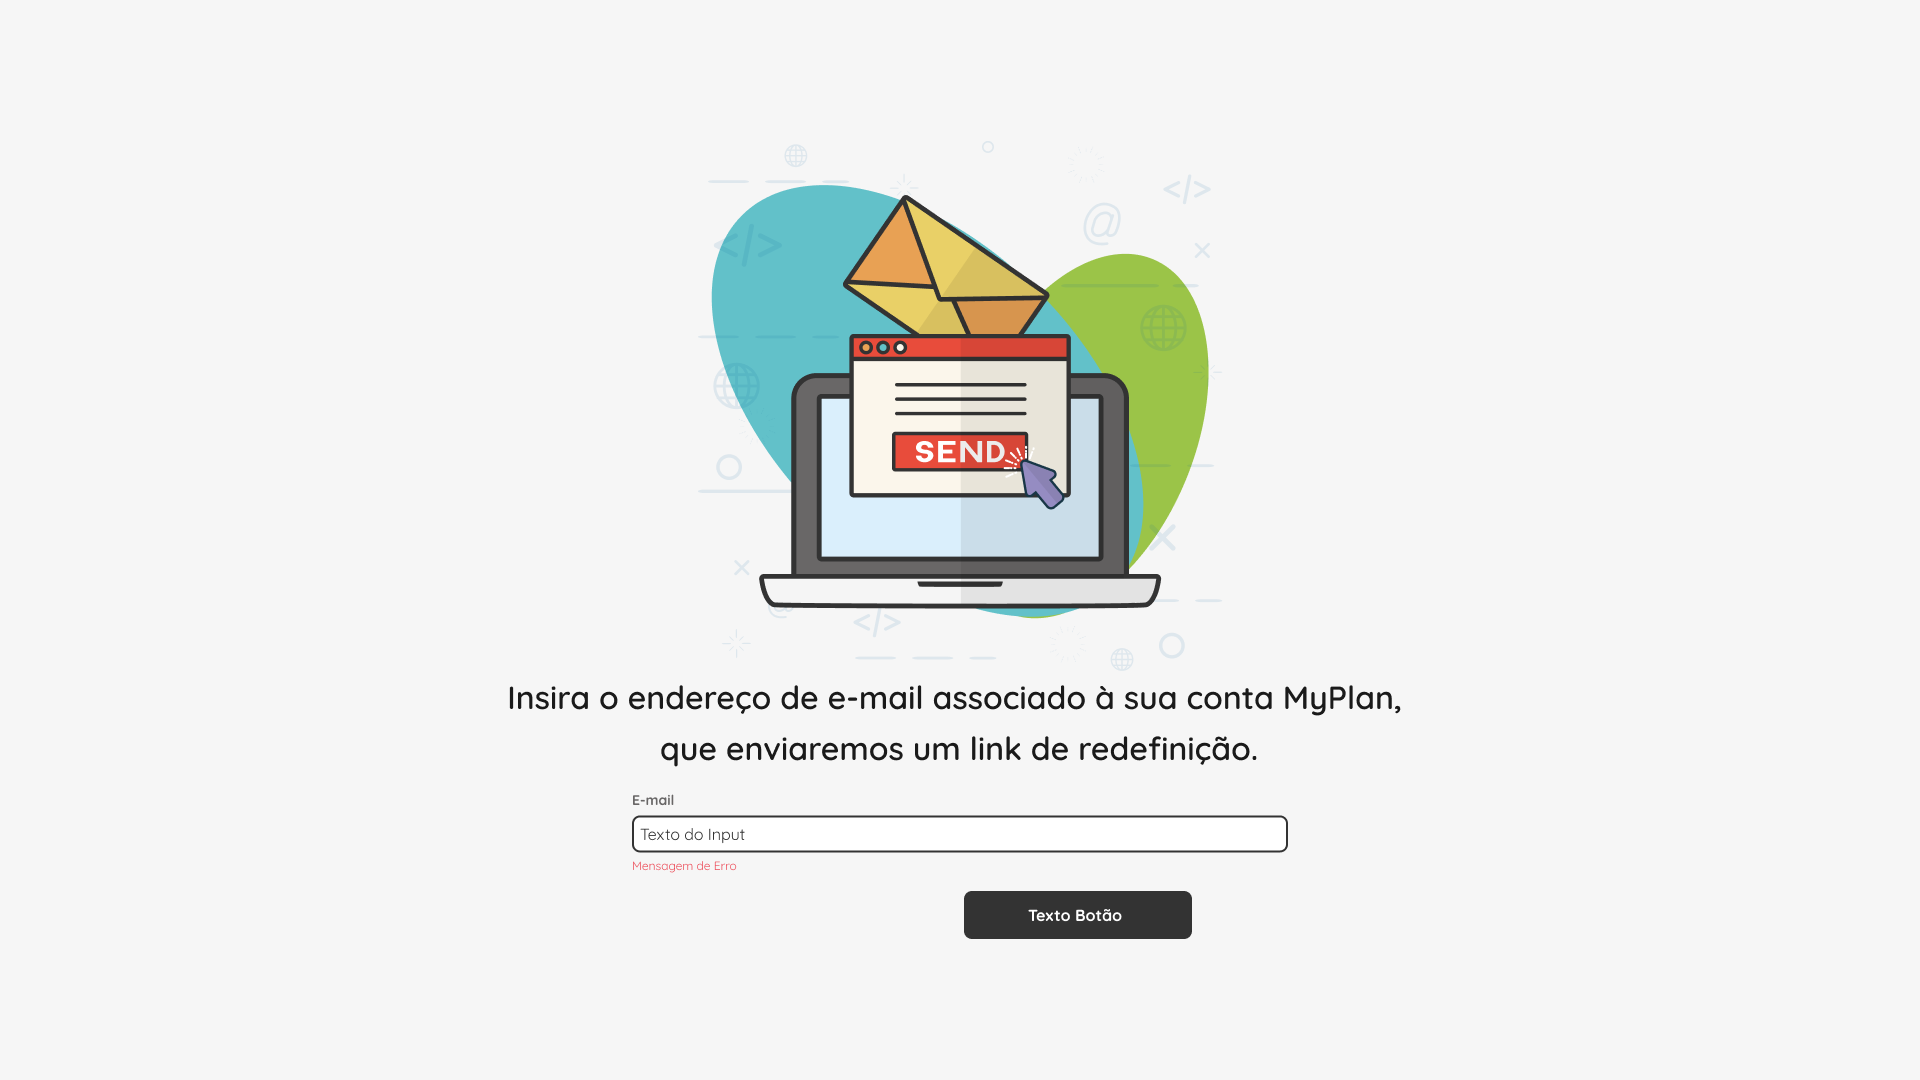 SEND
Insira o endereço de e-mail associado à sua conta MyPlan,
que enviaremos um link de redefinição.
E-mail
Texto do Input
Mensagem de Erro
Texto Botão